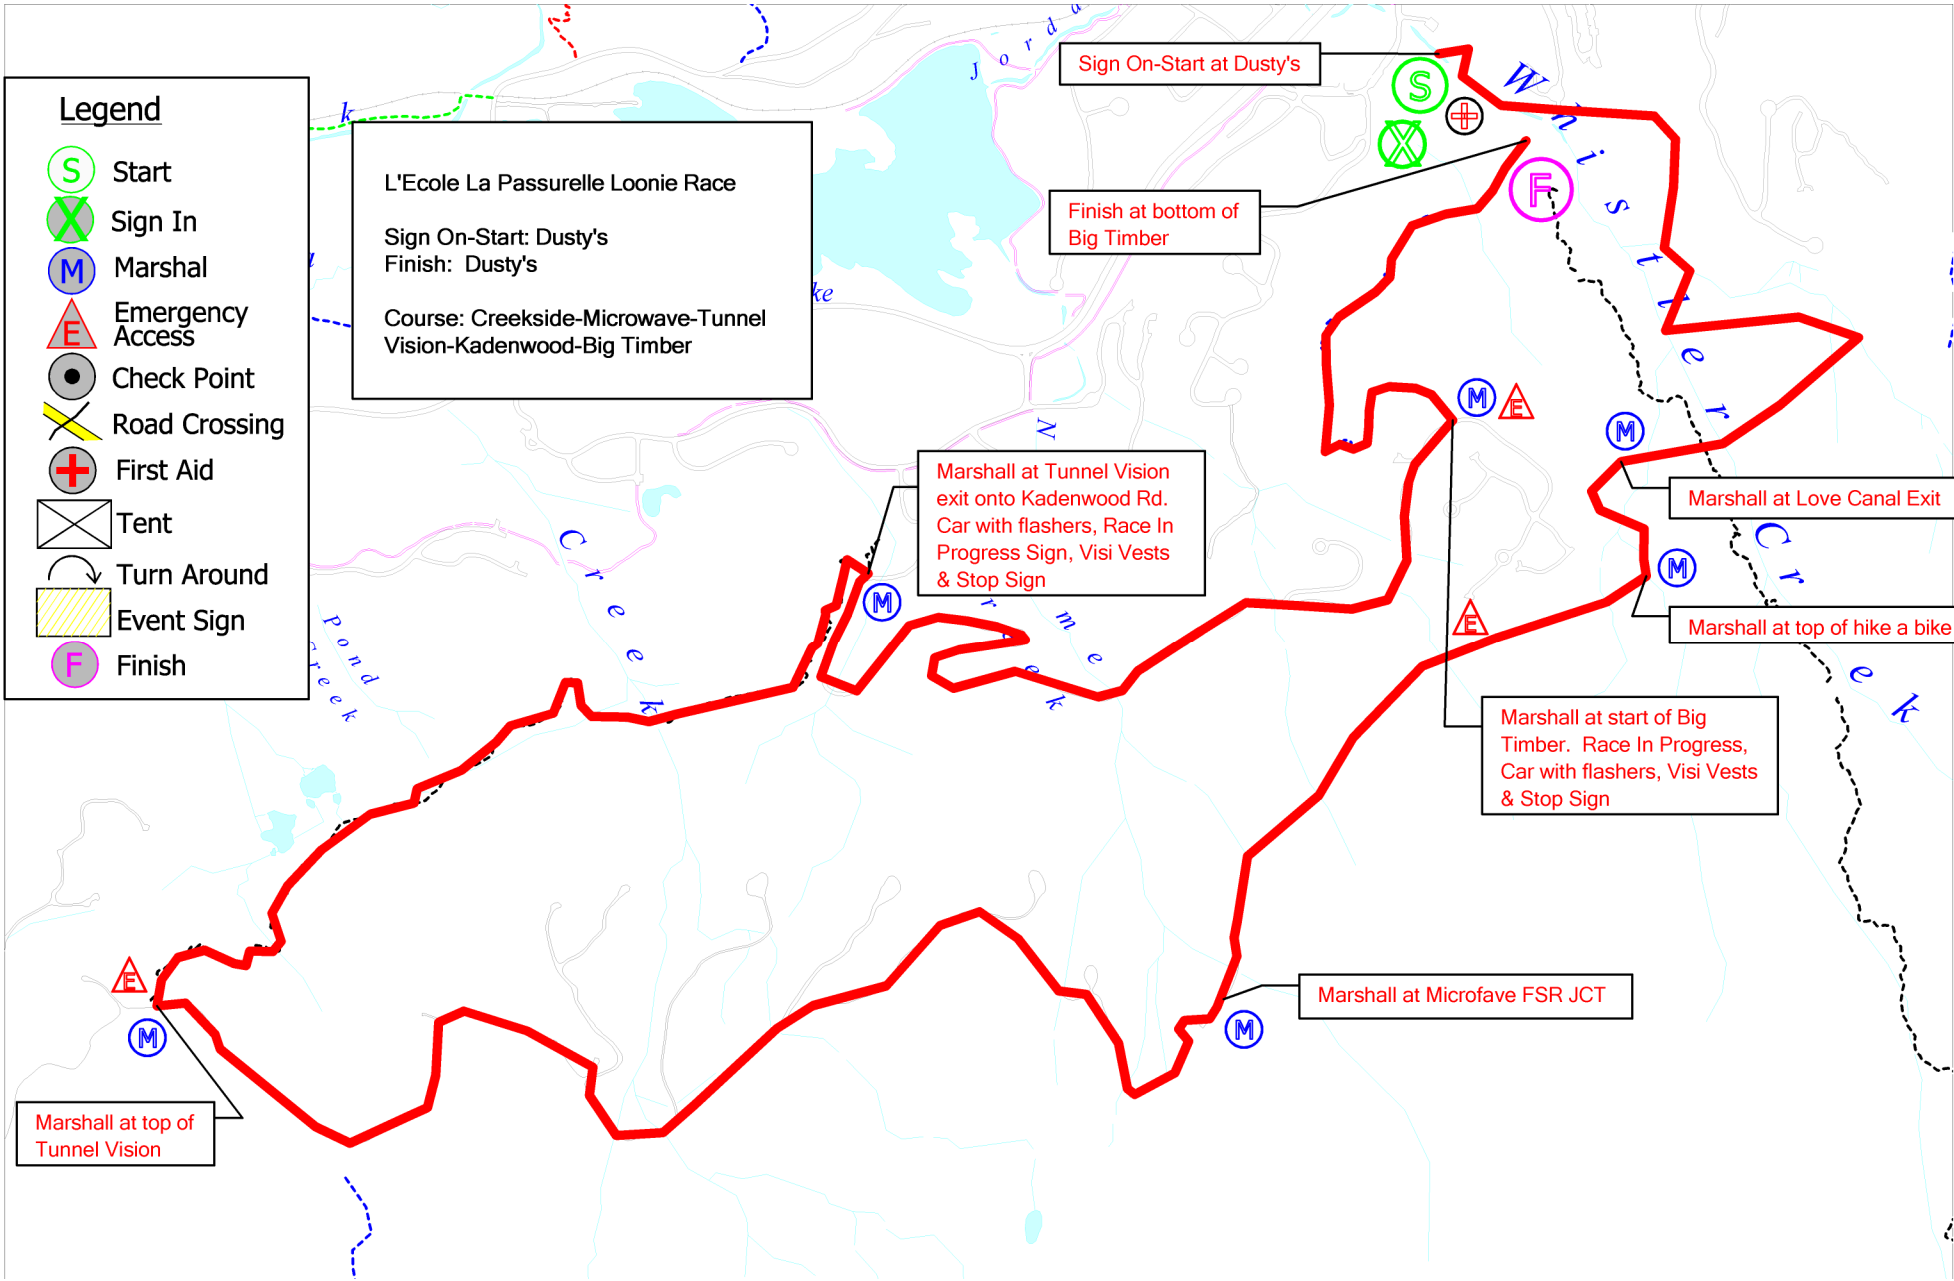 Legend
S Start
X Sign In
M Marshal
E Emergency
Access
Check Point
Road Crossing
First Aid
Tent
Turn Around
Event Sign
F Finish
L'Ecole La Passurelle Loonie Race
Sign On-Start: Dusty's
Finish: Dusty's
Course: Creekside-Microwave-Tunnel
Vision-Kadenwood-Big Timber
k
ke
Jorda
Sign On-Start at Dusty's
S
X
Finish at bottom of
Big Timber
F
Whistler Creek
M
E
M
Marshall at Love Canal Exit
M
Marshall at top of hike a bike
E
Marshall at Tunnel Vision
exit onto Kadenwood Rd.
Car with flashers, Race In
Progress Sign, Visi Vests
& Stop Sign
M
N
me
Creek
Pond
Creek
Marshall at start of Big
Timber. Race In Progress,
Car with flashers, Visi Vests
& Stop Sign
Marshall at Microfave FSR JCT
M
E
M
Marshall at top of
Tunnel Vision